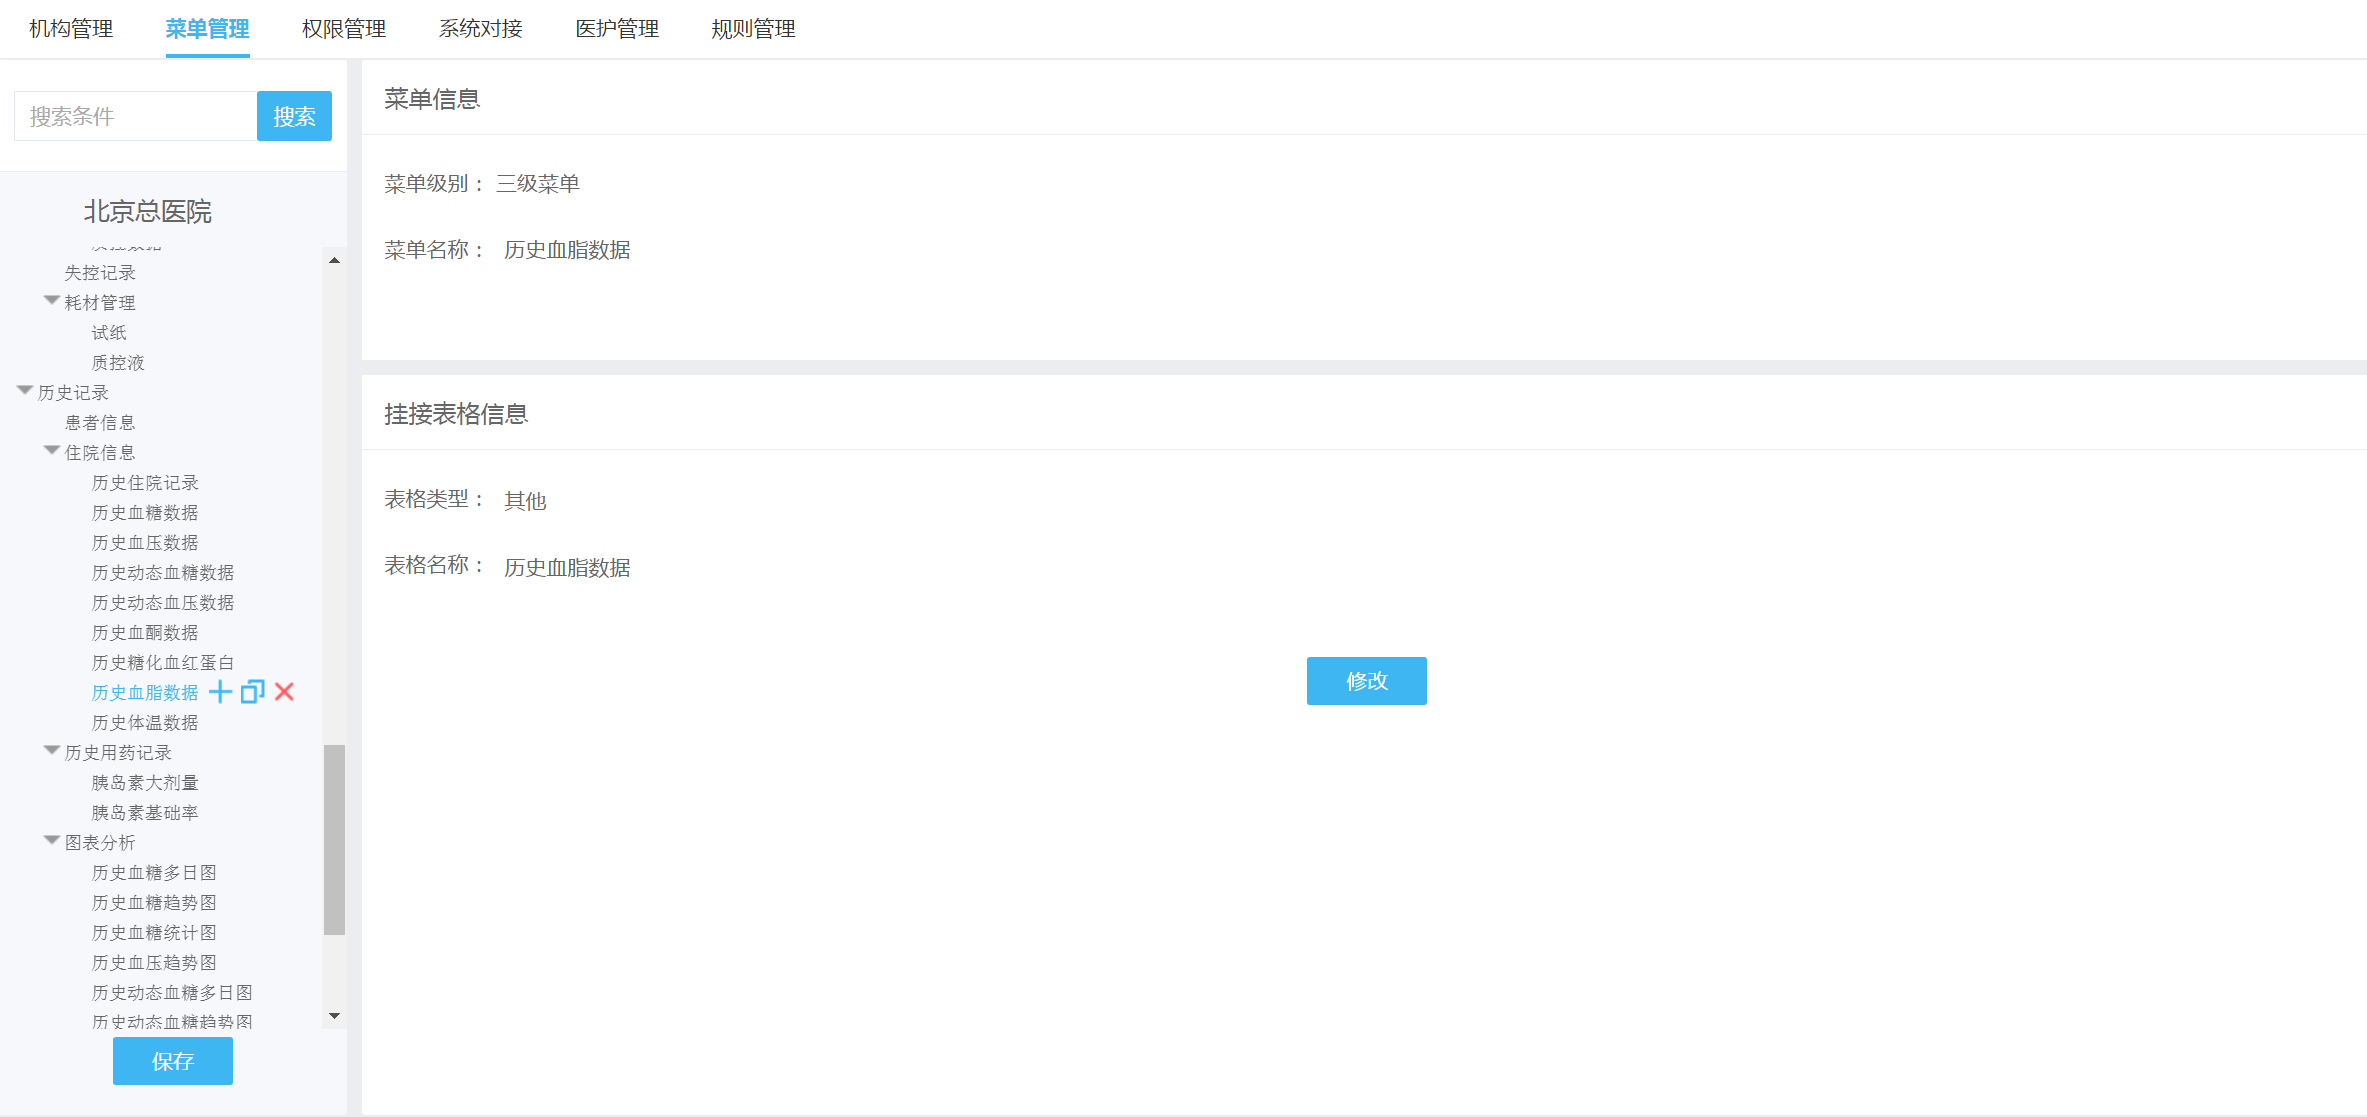 机构管理 菜单管理 权限管理 系统对接 医护管理 规则管理
搜索条件 搜索
北京总医院
失控记录
耗材管理
试纸
质控液
历史记录
患者信息
住院信息
历史住院记录
历史血糖数据
历史血压数据
历史动态血糖数据
历史动态血压数据
历史血酮数据
历史糖化血红蛋白
历史血脂数据
历史体温数据
历史用药记录
胰岛素大剂量
胰岛素基础率
图表分析
历史血糖多日图
历史血糖趋势图
历史血糖统计图
历史血压趋势图
历史动态血糖多日图
历史动态血糖趋势图
保存
菜单信息
菜单级别： 三级菜单
菜单名称： 历史血脂数据
挂接表格信息
表格类型： 其他
表格名称： 历史血脂数据
修改